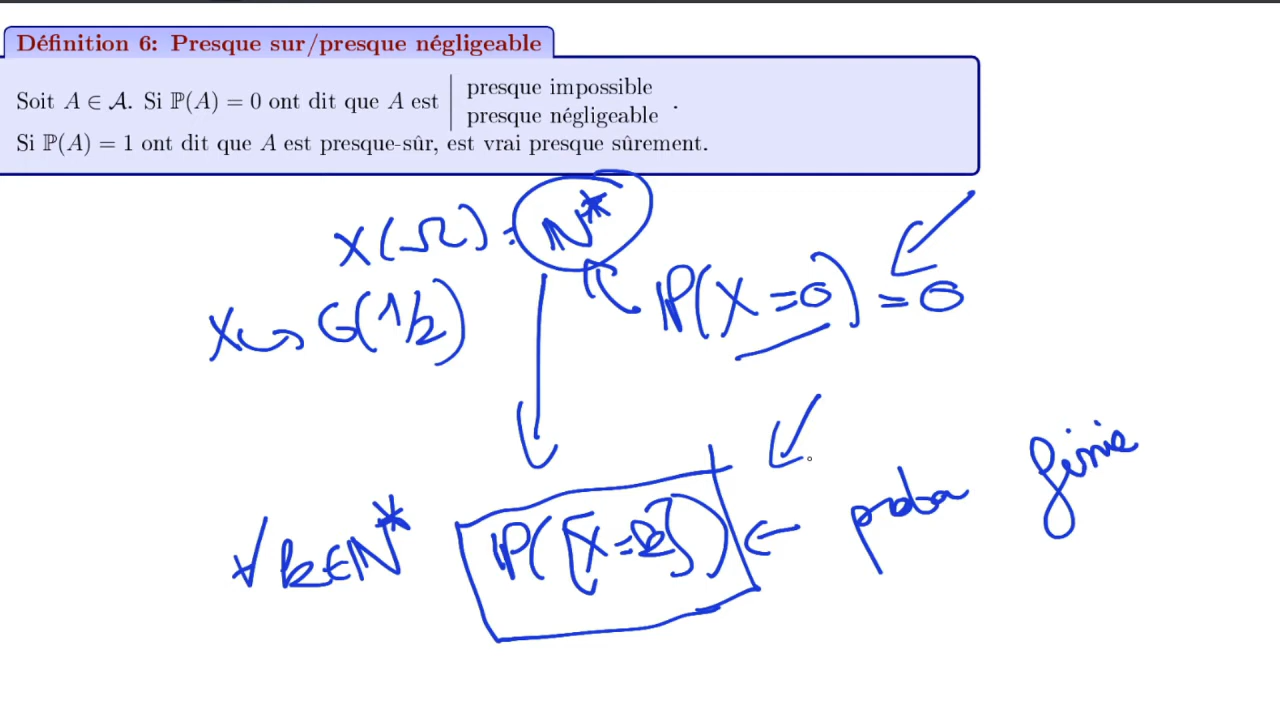 Définition 6: Presque sur/presque négligeable
Soit A ∈ 𝒜. Si ℙ(A) = 0 ont dit que A est | presque impossible
presque négligeable .
Si ℙ(A) = 1 ont dit que A est presque-sûr, est vrai presque sûrement.
X(Ω) = ℕ*
X ↪ G(1/2)
ℙ(X = 0) = 0
∀ k ∈ ℕ* ℙ([X = k]) ← proba finie